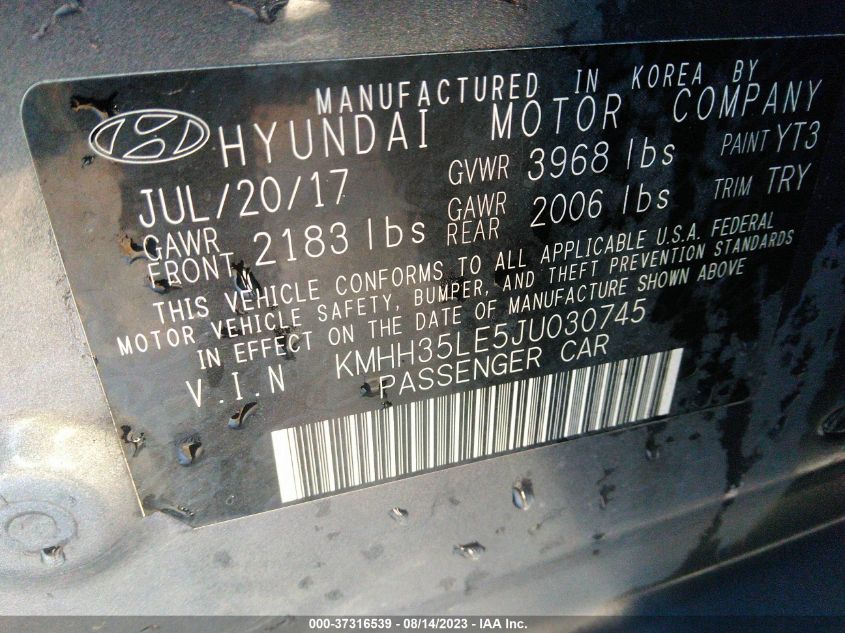 MANUFACTURED IN KOREA BY
HYUNDAI MOTOR COMPANY
JUL/20/17 GVWR 3968 lbs PAINT YT3
GAWR FRONT 2183 lbs GAWR REAR 2006 lbs TRIM TRY
THIS VEHICLE CONFORMS TO ALL APPLICABLE U.S.A. FEDERAL
MOTOR VEHICLE SAFETY, BUMPER, AND THEFT PREVENTION STANDARDS
IN EFFECT ON THE DATE OF MANUFACTURE SHOWN ABOVE
V.I.N KMHH35LE5JU030745
PASSENGER CAR
000-37316539 - 08/14/2023 - IAA Inc.